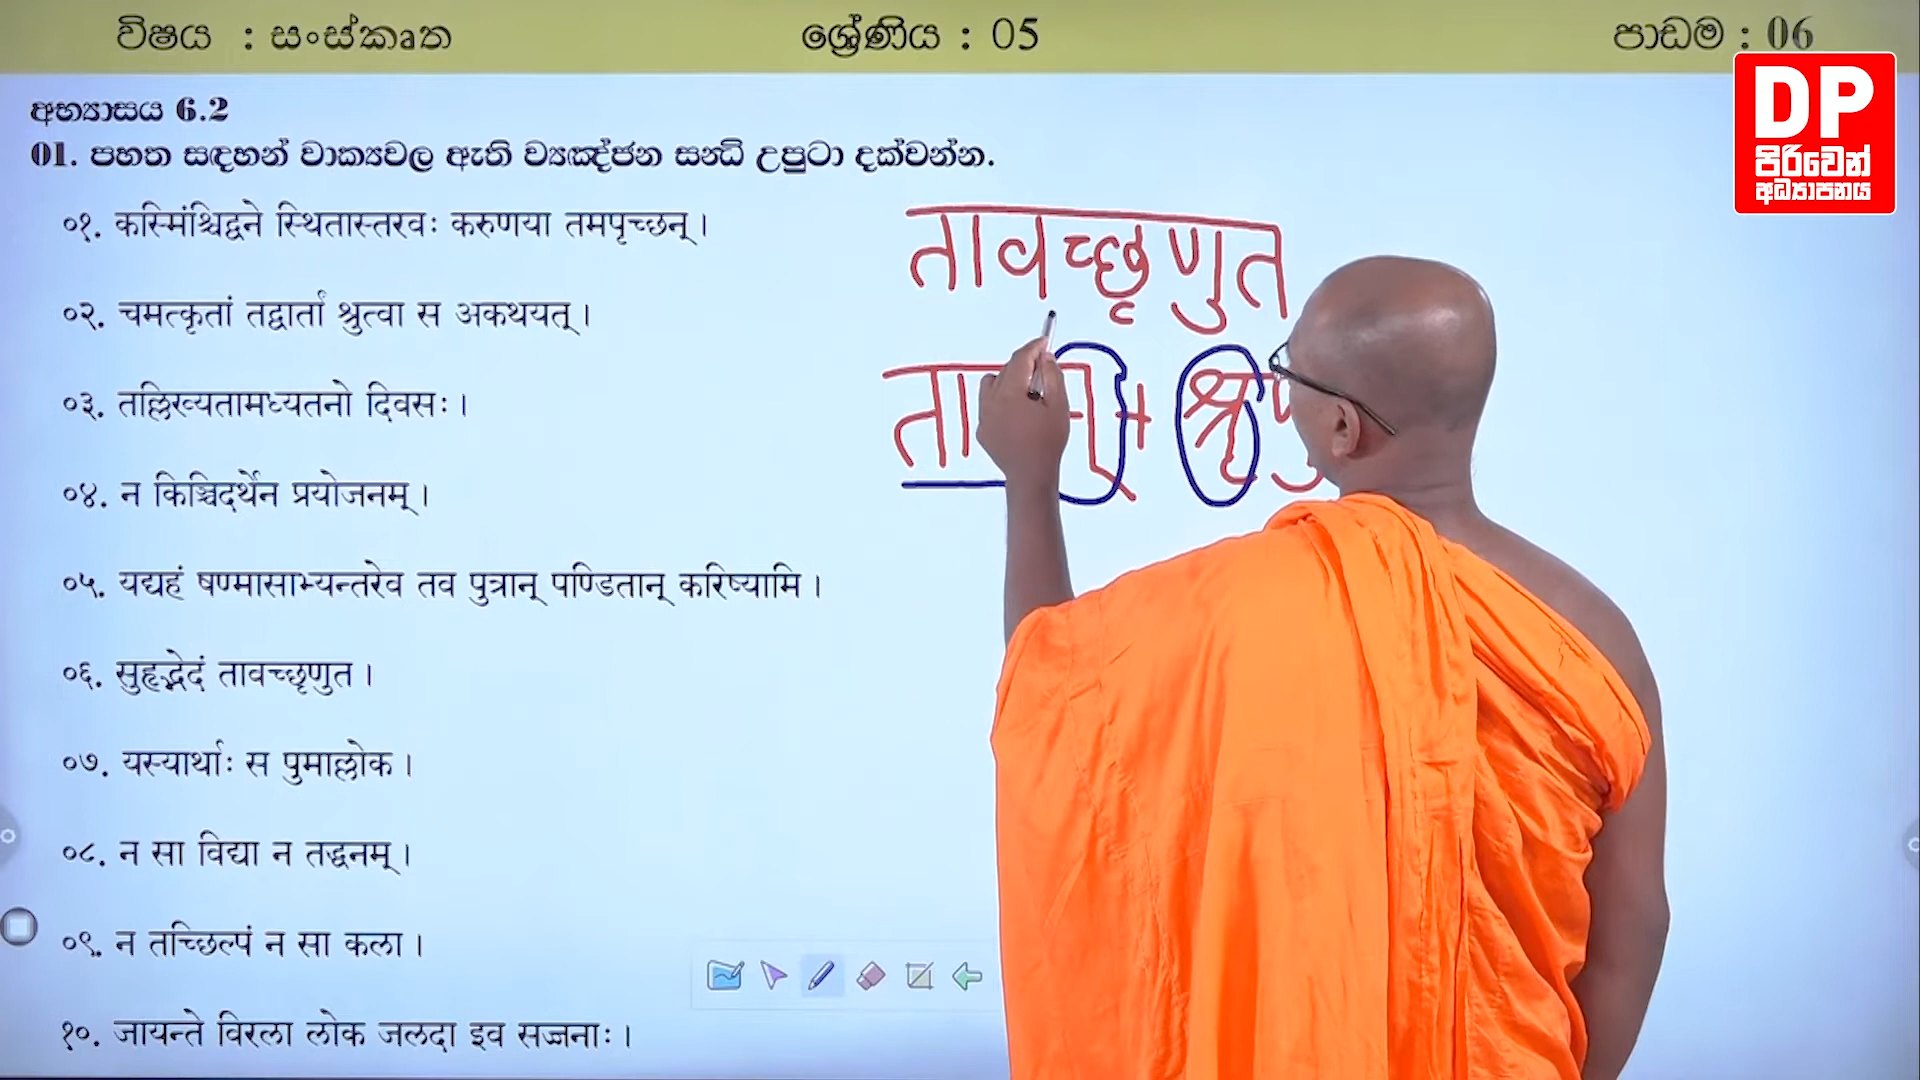 විෂය : සංස්කෘත ශ්‍රේණිය : 05 පාඩම : 06
DP
පිරිවෙන්
අධ්‍යාපනය
අභ්‍යාසය 6.2
01. පහත සඳහන් වාක්‍යවල ඇති ව්‍යඤ්ජන සන්ධි උපුටා දක්වන්න.
०१. कस्मिंश्चिद्वने स्थितास्तरवः करुणया तमपृच्छन्।
०२. चमत्कृतां तद्वार्तां श्रुत्वा स अकथयत्।
०३. तल्लिख्यतामध्यतनो दिवसः।
०४. न किञ्चिदर्थेन प्रयोजनम्।
०५. यद्यहं षण्मासाभ्यन्तरेव तव पुत्रान् पण्डितान् करिष्यामि।
०६. सुहृद्भेदं तावच्छृणुत।
०७. यस्यार्थाः स पुमाल्लोक।
०८. न सा विद्या न तद्धनम्।
०९. न तच्छिल्पं न सा कला।
१०. जायन्ते विरला लोक जलदा इव सज्जनाः।
तावच्छृणुत
ता + शृणु